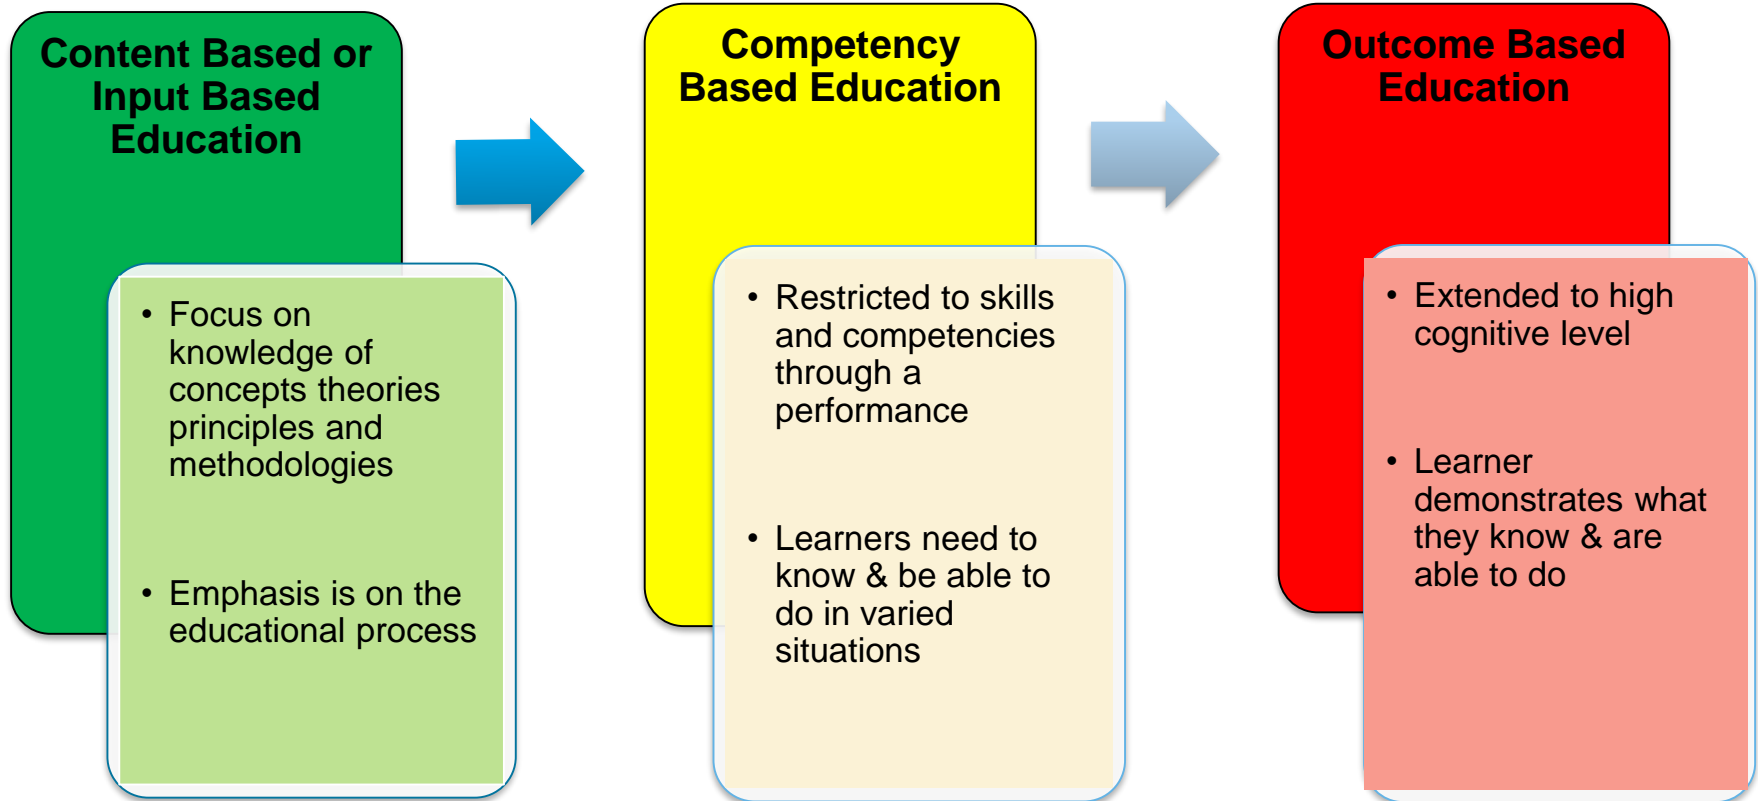 Content Based or
Input Based
Education
• Focus on
knowledge of
concepts theories
principles and
methodologies
• Emphasis is on the
educational process
Competency
Based Education
• Restricted to skills
and competencies
through a
performance
• Learners need to
know & be able to
do in varied
situations
Outcome Based
Education
• Extended to high
cognitive level
• Learner
demonstrates what
they know & are
able to do